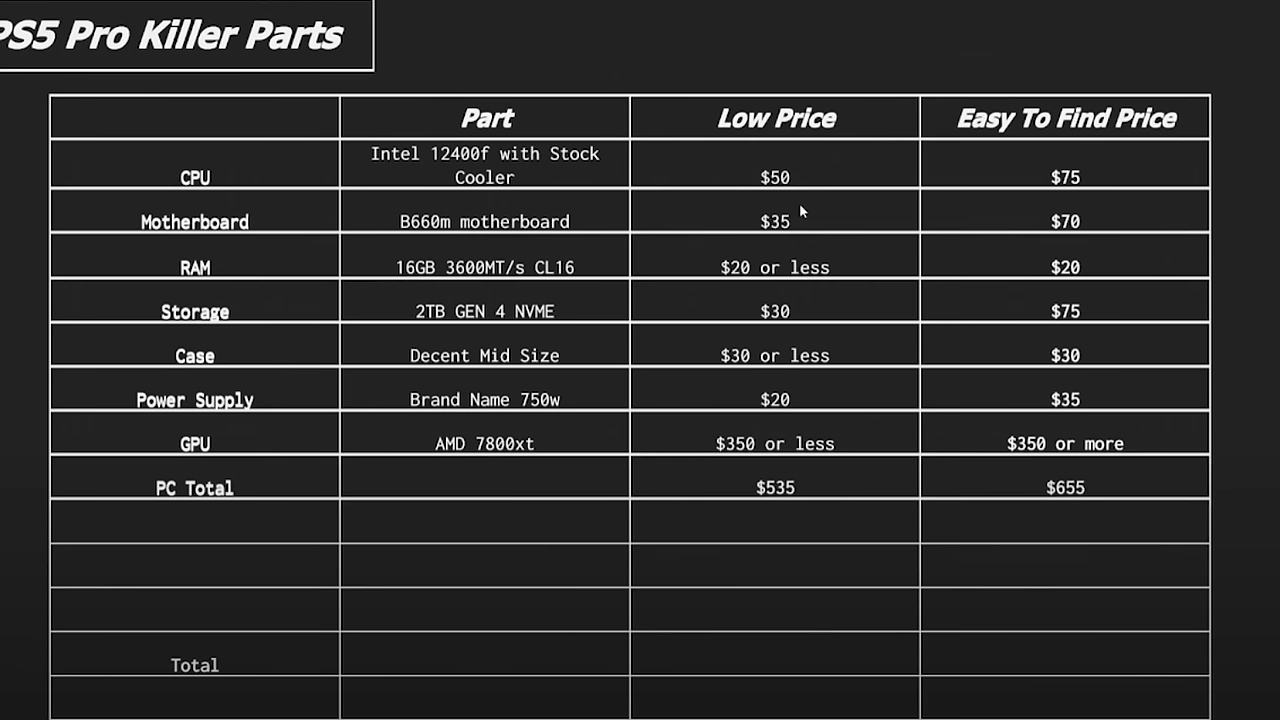 PS5 Pro Killer Parts
Part Low Price Easy To Find Price
Intel 12400f with Stock
CPU Cooler $50 $75
Motherboard B660m motherboard $35 $70
RAM 16GB 3600MT/s CL16 $20 or less $20
Storage 2TB GEN 4 NVME $30 $75
Case Decent Mid Size $30 or less $30
Power Supply Brand Name 750w $20 $35
GPU AMD 7800xt $350 or less $350 or more
PC Total $535 $655
Total